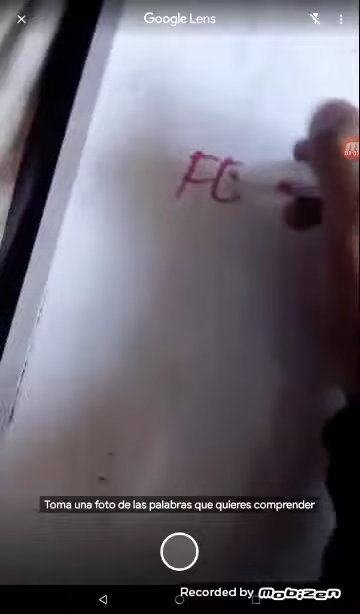 Google Lens
FE
Toma una foto de las palabras que quieres comprender
Recorded by Mobizen